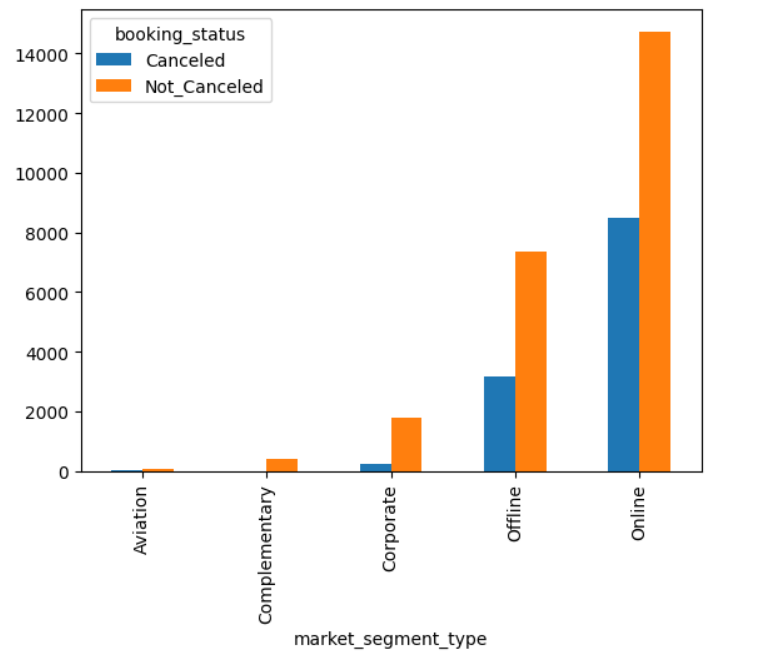 booking_status
Canceled
Not_Canceled
14000
12000
10000
8000
6000
4000
2000
0
Aviation
Complementary
Corporate
Offline
Online
market_segment_type